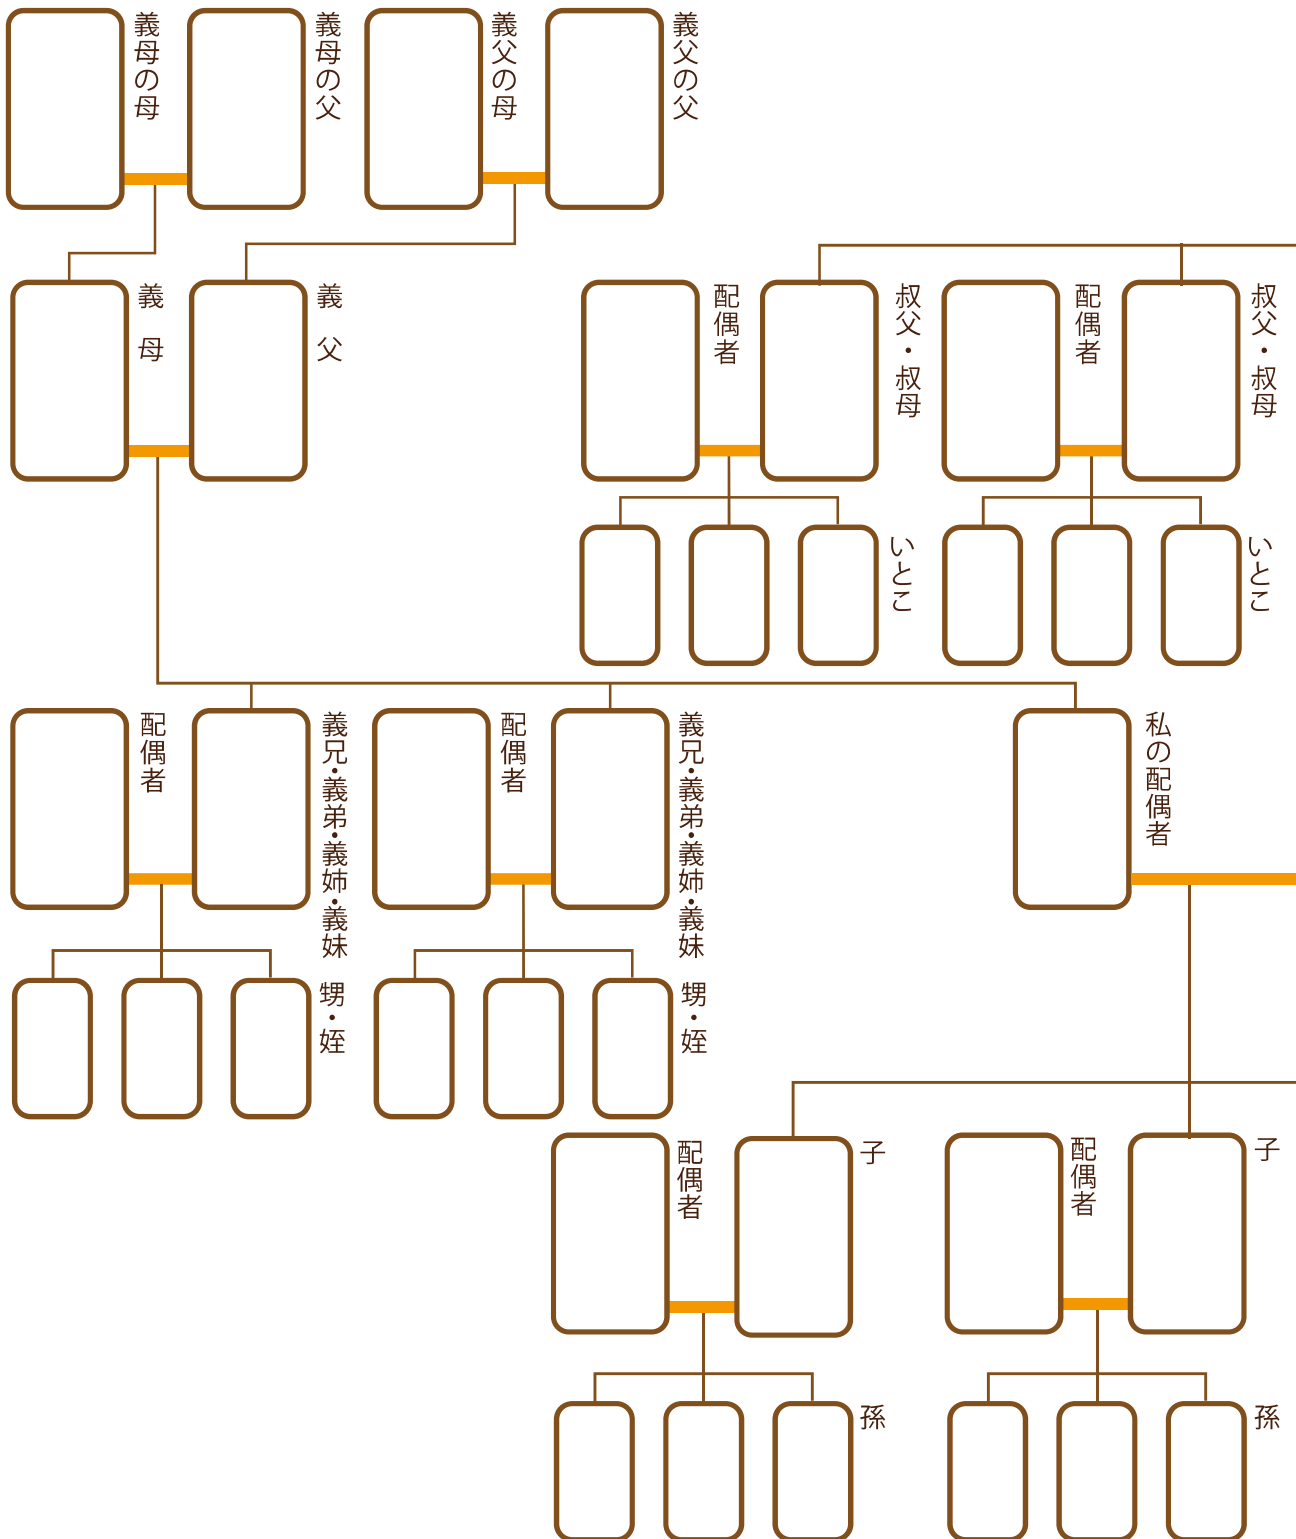 義父の父
義父の母
義母の父
義母の母
叔父・叔母
配偶者
叔父・叔母
配偶者
義父
義母
いとこ
いとこ
私の配偶者
義兄・義弟・義姉・義妹
配偶者
義兄・義弟・義姉・義妹
配偶者
甥・姪
甥・姪
子
配偶者
子
配偶者
孫
孫